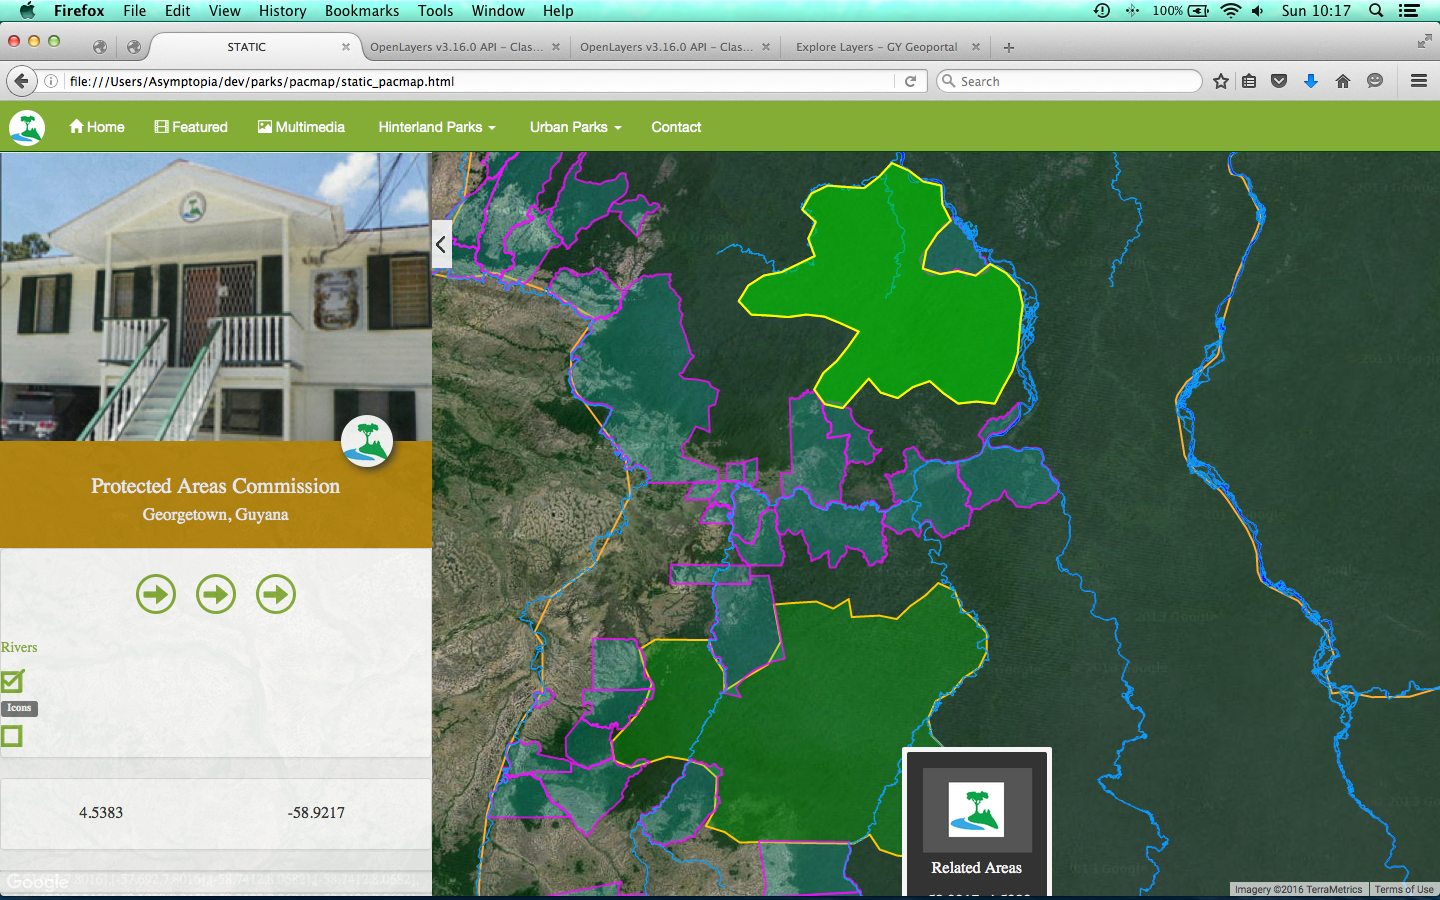 Firefox File Edit View History Bookmarks Tools Window Help 100% Sun 10:17
STATIC OpenLayers v3.16.0 API - Clas... OpenLayers v3.16.0 API - Clas... Explore Layers - GY Geoportal
file:///Users/Asymptopia/dev/parks/pacmap/static_pacmap.html Search
Home Featured Multimedia Hinterland Parks Urban Parks Contact
Protected Areas Commission
Georgetown, Guyana
Rivers
Icons
4.5383 -58.9217
Related Areas
Google
Imagery ©2016 TerraMetrics Terms of Use